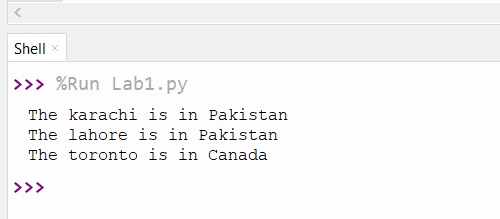 Shell ×
>>> %Run Lab1.py
The karachi is in Pakistan
The lahore is in Pakistan
The toronto is in Canada
>>>